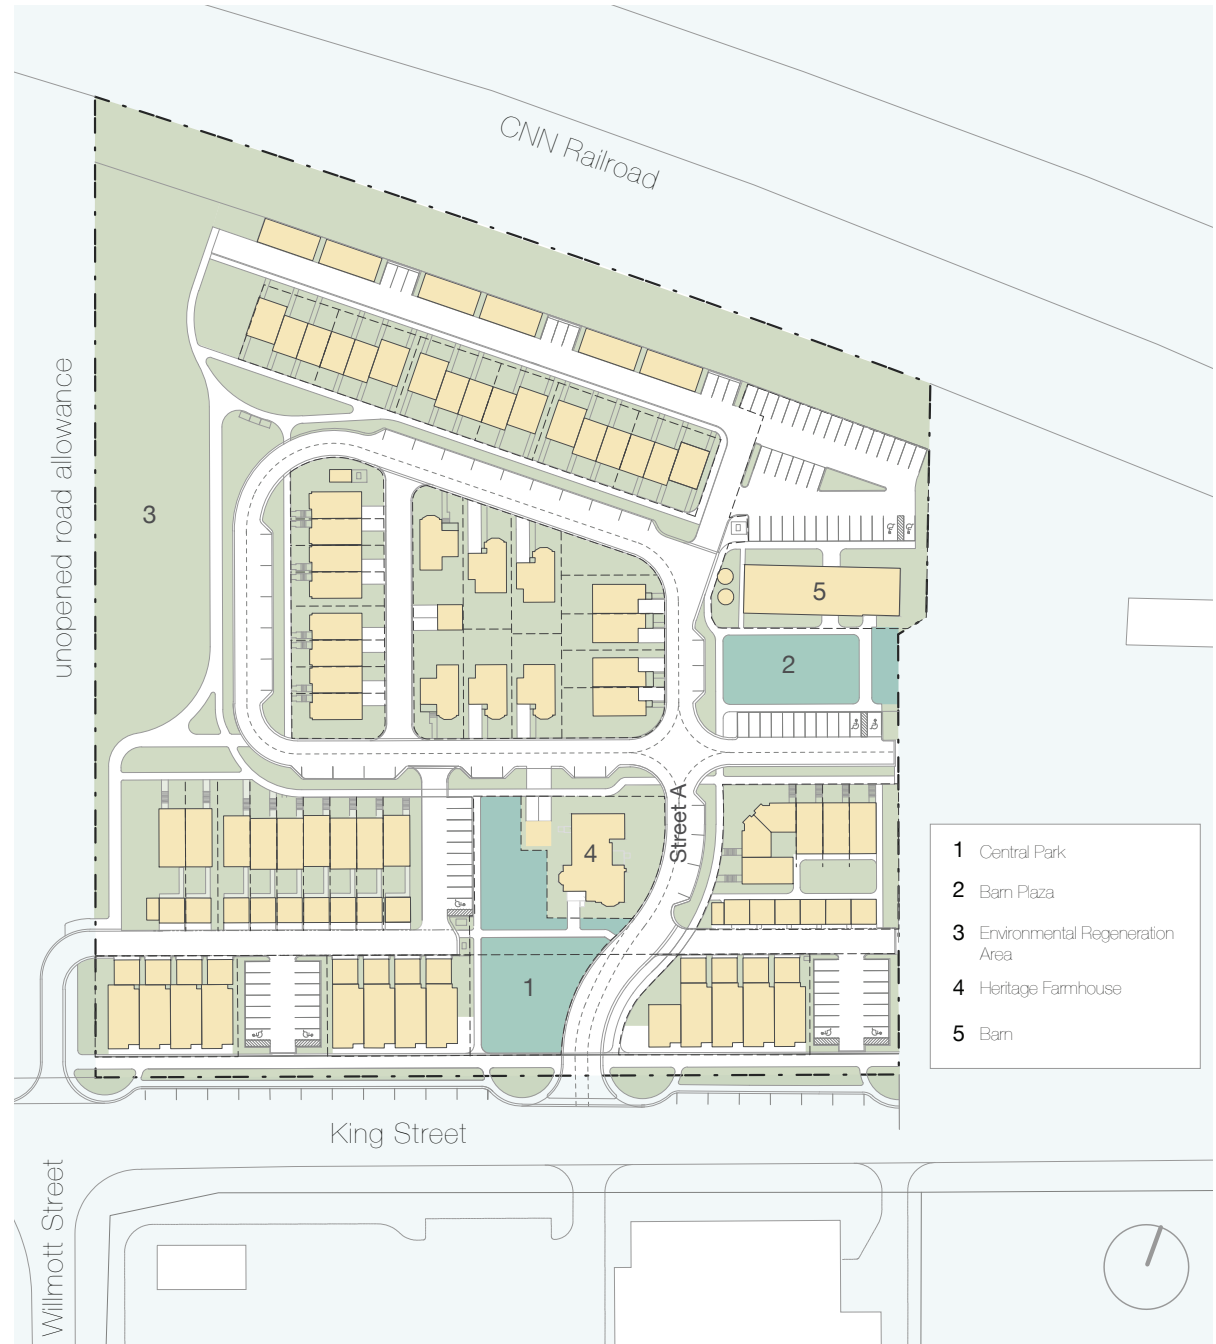 CNN Railroad
unopened road allowance
3
5
2
Street A
4
1
1 Central Park
2 Barn Plaza
3 Environmental Regeneration
Area
4 Heritage Farmhouse
5 Barn
King Street
Willmott Street